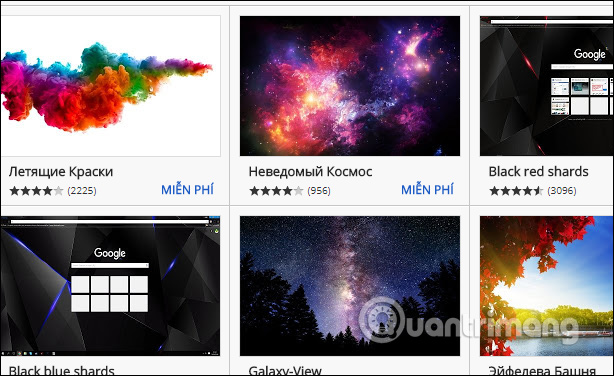 Google
Летящие Краски
Неведомый Космос
Black red shards
(2225) MIỄN PHÍ
(956) MIỄN PHÍ
(3096)
Google
Quantrimang
Black blue shards
Galaxy-View
Эйфелева Башня